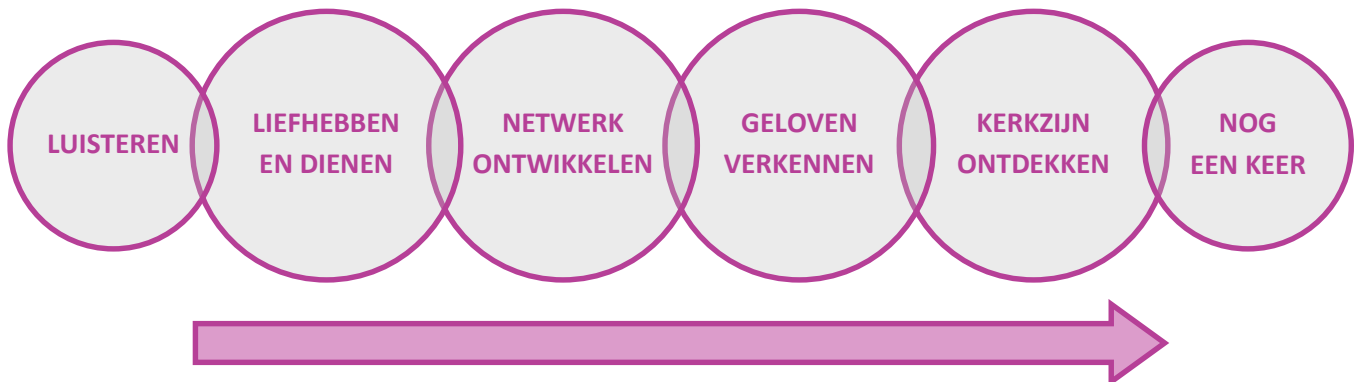 LUISTEREN
LIEFHEBBEN
EN DIENEN
NETWERK
ONTWIKKELEN
GELOVEN
VERKENNEN
KERKZIJN
ONTDEKKEN
NOG
EEN KEER